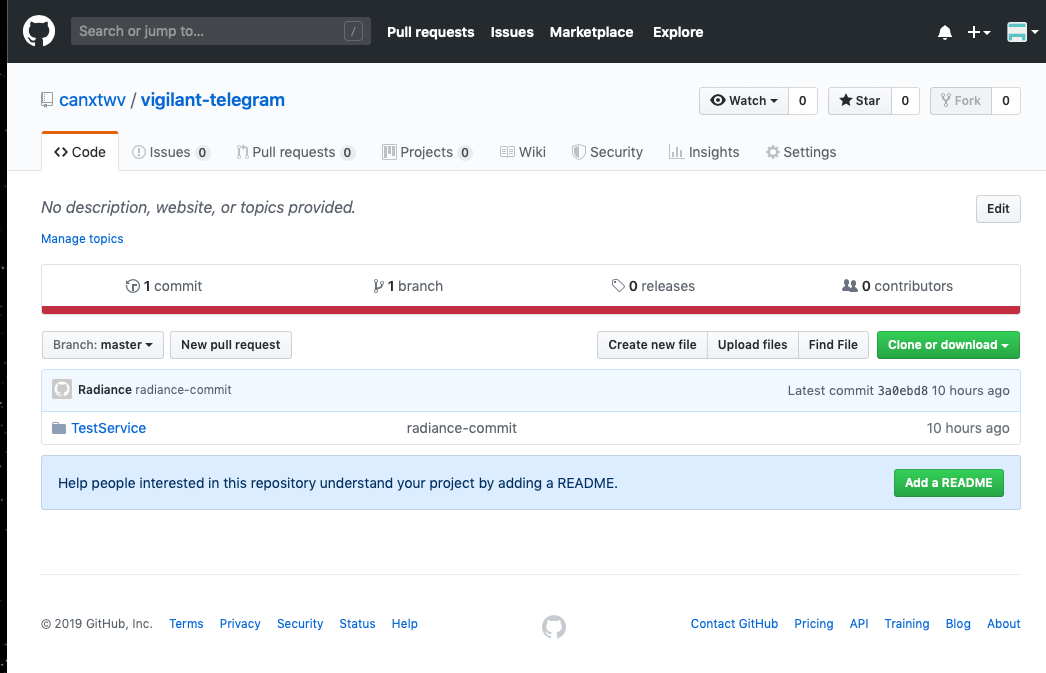 Search or jump to... / Pull requests Issues Marketplace Explore
canxtwv / vigilant-telegram Watch 0 Star 0 Fork 0
Code Issues 0 Pull requests 0 Projects 0 Wiki Security Insights Settings
No description, website, or topics provided. Edit
Manage topics
1 commit 1 branch 0 releases 0 contributors
Branch: master New pull request Create new file Upload files Find File Clone or download
Radiance radiance-commit Latest commit 3a0ebd8 10 hours ago
TestService radiance-commit 10 hours ago
Help people interested in this repository understand your project by adding a README. Add a README
© 2019 GitHub, Inc. Terms Privacy Security Status Help Contact GitHub Pricing API Training Blog About